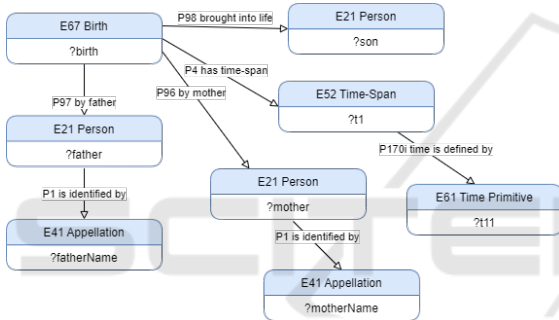 E67 Birth
?birth
P98 brought into life
E21 Person
?son
P4 has time-span
P96 by mother
E52 Time-Span
?t1
P97 by father
E21 Person
?father
P170i time is defined by
E21 Person
?mother
E61 Time Primitive
?t11
P1 is identified by
E41 Appellation
?fatherName
P1 is identified by
E41 Appellation
?motherName